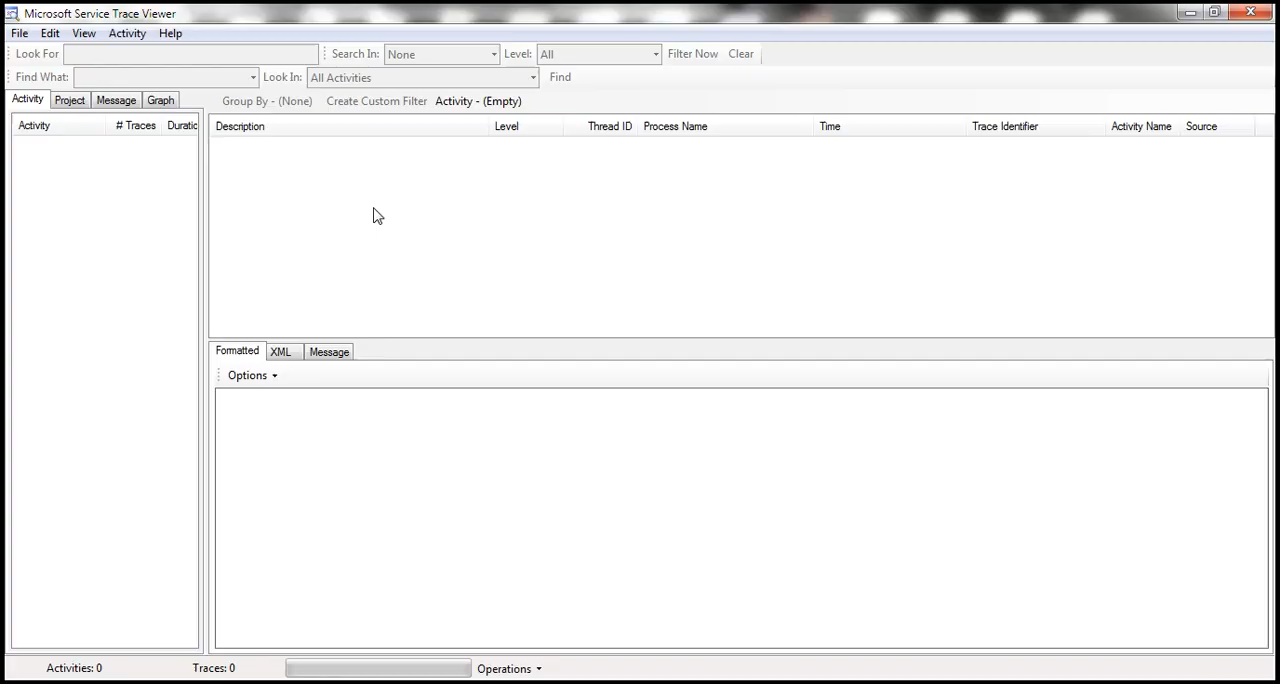 Microsoft Service Trace Viewer
File Edit View Activity Help
Look For Search In: None Level: All Filter Now Clear
Find What: Look In: All Activities Find
Activity Project Message Graph Group By - (None) Create Custom Filter Activity - (Empty)
Activity # Traces Duratic Description Level Thread ID Process Name Time Trace Identifier Activity Name Source
Formatted XML Message
Options
Activities: 0 Traces: 0 Operations